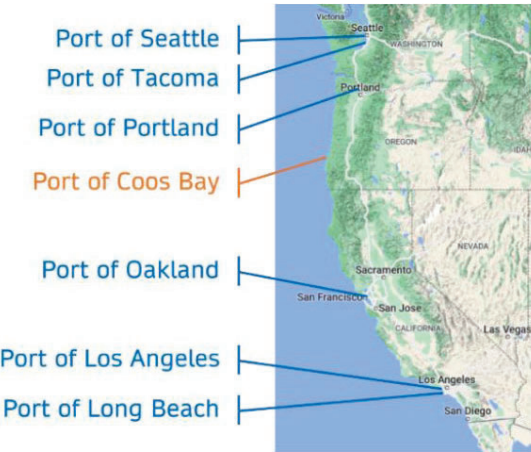 Port of Seattle
Port of Tacoma
Port of Portland
Port of Coos Bay
Port of Oakland
Port of Los Angeles
Port of Long Beach
Victoria
Seattle
WASHINGTON
Portland
OREGON
IDAH
NEVADA
Sacramento
San Francisco
San Jose
CALIFORNIA
Las Vegas
Los Angeles
San Diego